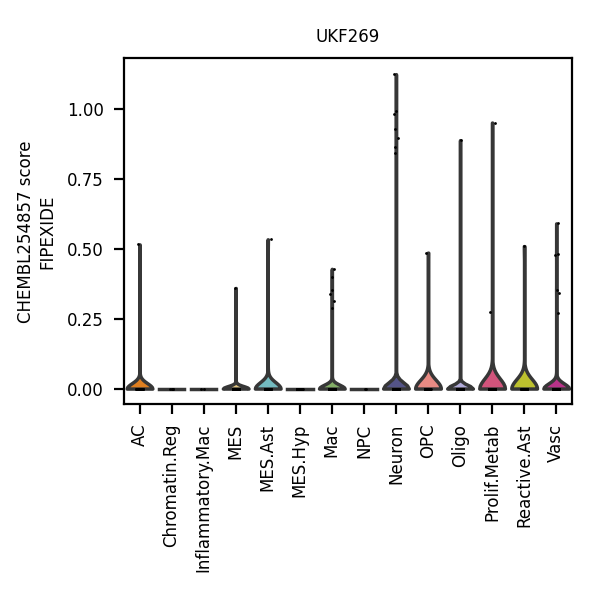 UKF269
CHEMBL254857 score
FIPEXIDE
1.00
0.75
0.50
0.25
0.00
AC
Chromatin.Reg
Inflammatory.Mac
MES
MES.Ast
MES.Hyp
Mac
NPC
Neuron
OPC
Oligo
Prolif.Metab
Reactive.Ast
Vasc